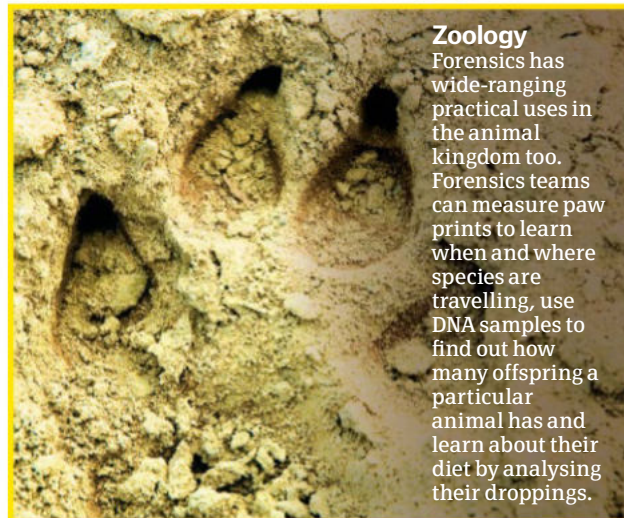 Zoology
Forensics has
wide-ranging
practical uses in
the animal
kingdom too.
Forensics teams
can measure paw
prints to learn
when and where
species are
travelling, use
DNA samples to
find out how
many offspring a
particular
animal has and
learn about their
diet by analysing
their droppings.